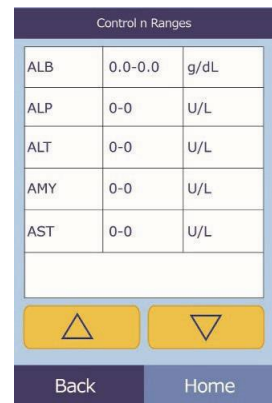 Control n Ranges
ALB 0.0-0.0 g/dL
ALP 0-0 U/L
ALT 0-0 U/L
AMY 0-0 U/L
AST 0-0 U/L
Back Home